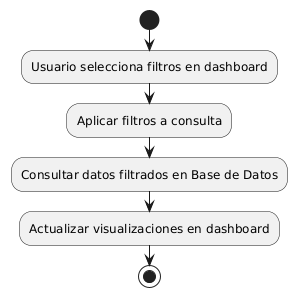 Usuario selecciona filtros en dashboard
Aplicar filtros a consulta
Consultar datos filtrados en Base de Datos
Actualizar visualizaciones en dashboard